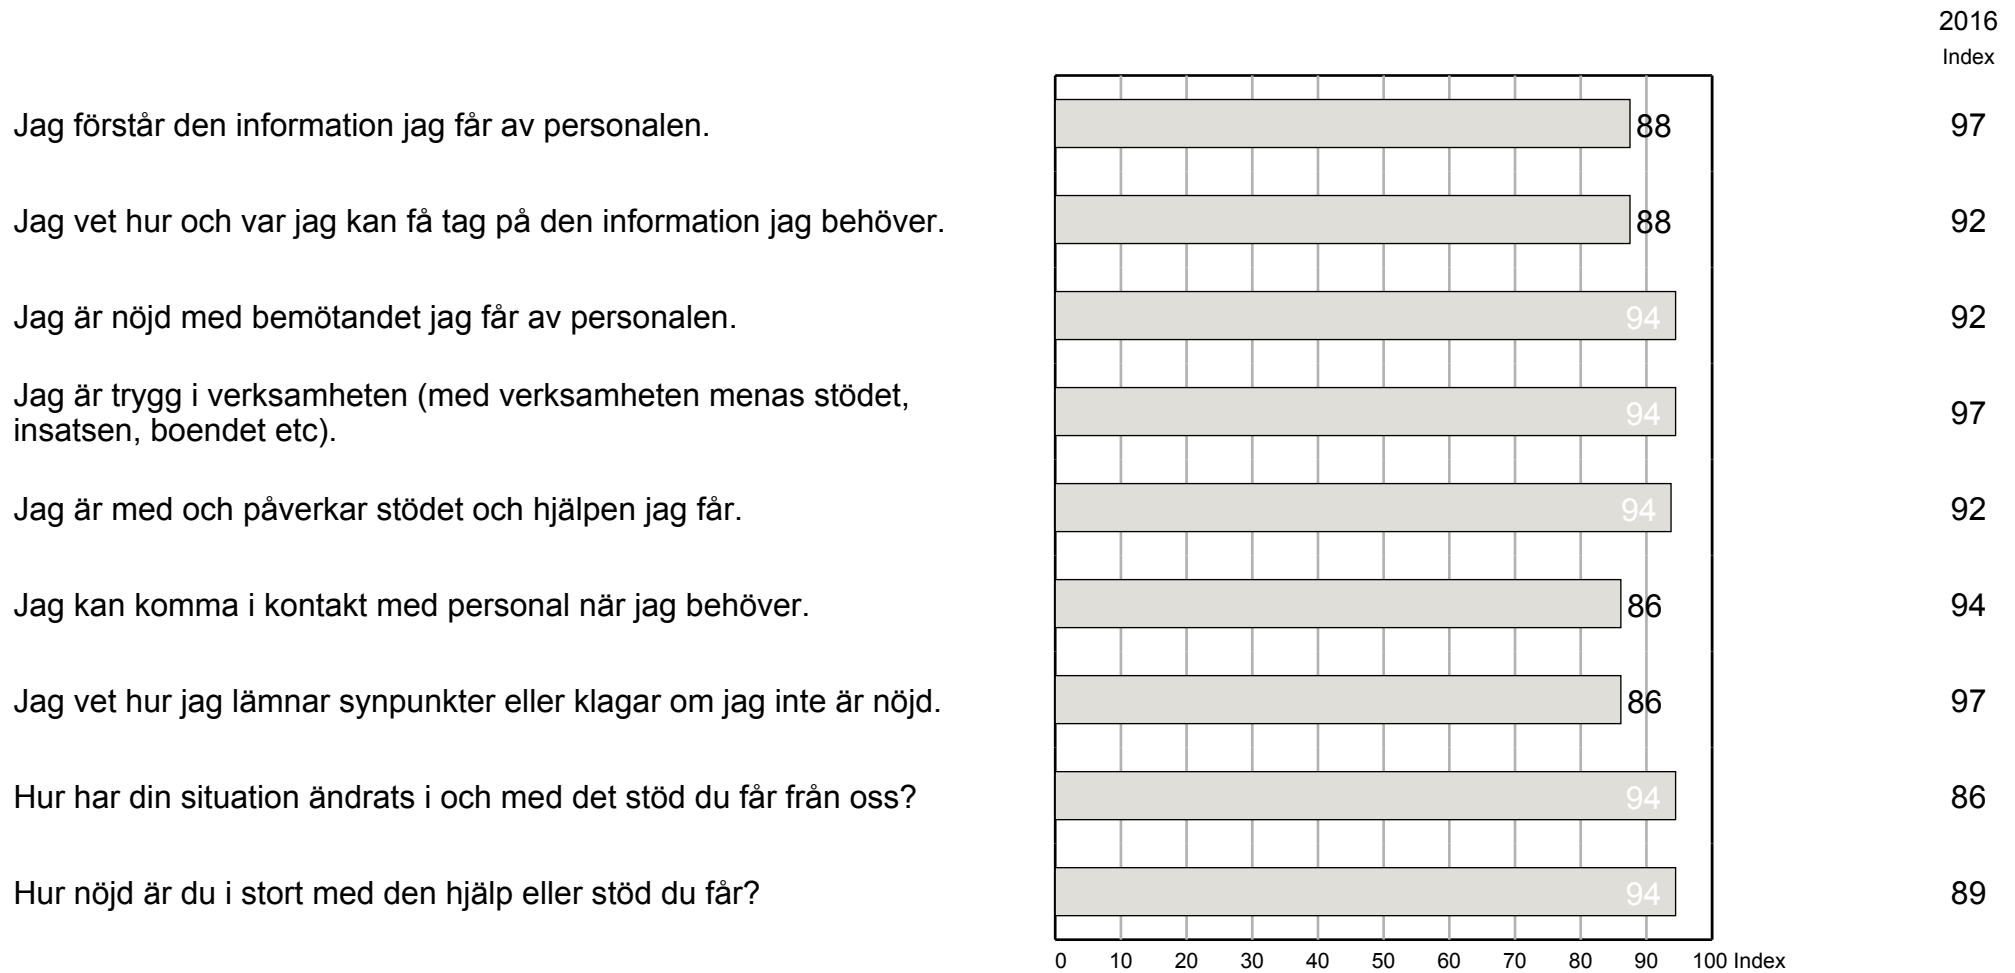 2016
Index
Jag förstår den information jag får av personalen. 88 97
Jag vet hur och var jag kan få tag på den information jag behöver. 88 92
Jag är nöjd med bemötandet jag får av personalen. 94 92
Jag är trygg i verksamheten (med verksamheten menas stödet,
insatsen, boendet etc). 94 97
Jag är med och påverkar stödet och hjälpen jag får. 94 92
Jag kan komma i kontakt med personal när jag behöver. 86 94
Jag vet hur jag lämnar synpunkter eller klagar om jag inte är nöjd. 86 97
Hur har din situation ändrats i och med det stöd du får från oss? 94 86
Hur nöjd är du i stort med den hjälp eller stöd du får? 94 89
0 10 20 30 40 50 60 70 80 90 100 Index